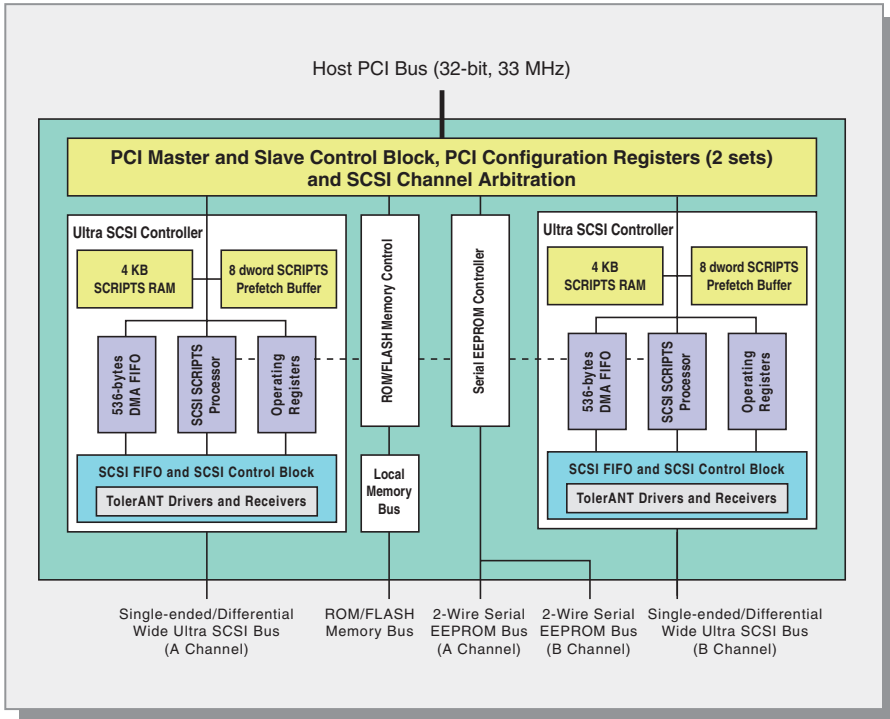 Host PCI Bus (32-bit, 33 MHz)
PCI Master and Slave Control Block, PCI Configuration Registers (2 sets)
and SCSI Channel Arbitration
Ultra SCSI Controller
4 KB
SCRIPTS RAM
8 dword SCRIPTS
Prefetch Buffer
536-bytes
DMA FIFO
SCSI SCRIPTS
Processor
Operating
Registers
SCSI FIFO and SCSI Control Block
TolerANT Drivers and Receivers
ROM/FLASH Memory Control
Local
Memory
Bus
Serial EEPROM Controller
Ultra SCSI Controller
4 KB
SCRIPTS RAM
8 dword SCRIPTS
Prefetch Buffer
536-bytes
DMA FIFO
SCSI SCRIPTS
Processor
Operating
Registers
SCSI FIFO and SCSI Control Block
TolerANT Drivers and Receivers
Single-ended/Differential
Wide Ultra SCSI Bus
(A Channel)
ROM/FLASH
Memory Bus
2-Wire Serial
EEPROM Bus
(A Channel)
2-Wire Serial
EEPROM Bus
(B Channel)
Single-ended/Differential
Wide Ultra SCSI Bus
(B Channel)